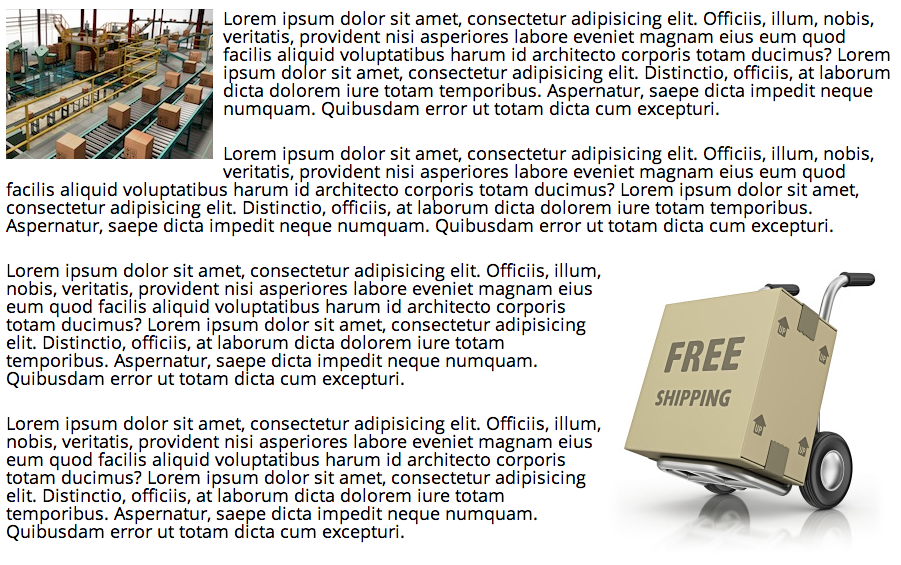 Lorem ipsum dolor sit amet, consectetur adipisicing elit. Officiis, illum, nobis,
veritatis, provident nisi asperiores labore eveniet magnam eius eum quod
facilis aliquid voluptatibus harum id architecto corporis totam ducimus? Lorem
ipsum dolor sit amet, consectetur adipisicing elit. Distinctio, officiis, at laborum
dicta dolorem iure totam temporibus. Aspernatur, saepe dicta impedit neque
numquam. Quibusdam error ut totam dicta cum excepturi.
Lorem ipsum dolor sit amet, consectetur adipisicing elit. Officiis, illum, nobis,
veritatis, provident nisi asperiores labore eveniet magnam eius eum quod
facilis aliquid voluptatibus harum id architecto corporis totam ducimus? Lorem ipsum dolor sit amet,
consectetur adipisicing elit. Distinctio, officiis, at laborum dicta dolorem iure totam temporibus.
Aspernatur, saepe dicta impedit neque numquam. Quibusdam error ut totam dicta cum excepturi.
Lorem ipsum dolor sit amet, consectetur adipisicing elit. Officiis, illum,
nobis, veritatis, provident nisi asperiores labore eveniet magnam eius
eum quod facilis aliquid voluptatibus harum id architecto corporis
totam ducimus? Lorem ipsum dolor sit amet, consectetur adipisicing
elit. Distinctio, officiis, at laborum dicta dolorem iure totam
temporibus. Aspernatur, saepe dicta impedit neque numquam.
Quibusdam error ut totam dicta cum excepturi.
Lorem ipsum dolor sit amet, consectetur adipisicing elit. Officiis, illum,
nobis, veritatis, provident nisi asperiores labore eveniet magnam eius
eum quod facilis aliquid voluptatibus harum id architecto corporis
totam ducimus? Lorem ipsum dolor sit amet, consectetur adipisicing
elit. Distinctio, officiis, at laborum dicta dolorem iure totam
temporibus. Aspernatur, saepe dicta impedit neque numquam.
Quibusdam error ut totam dicta cum excepturi.
FREE
SHIPPING
UP
UP
UP
UP